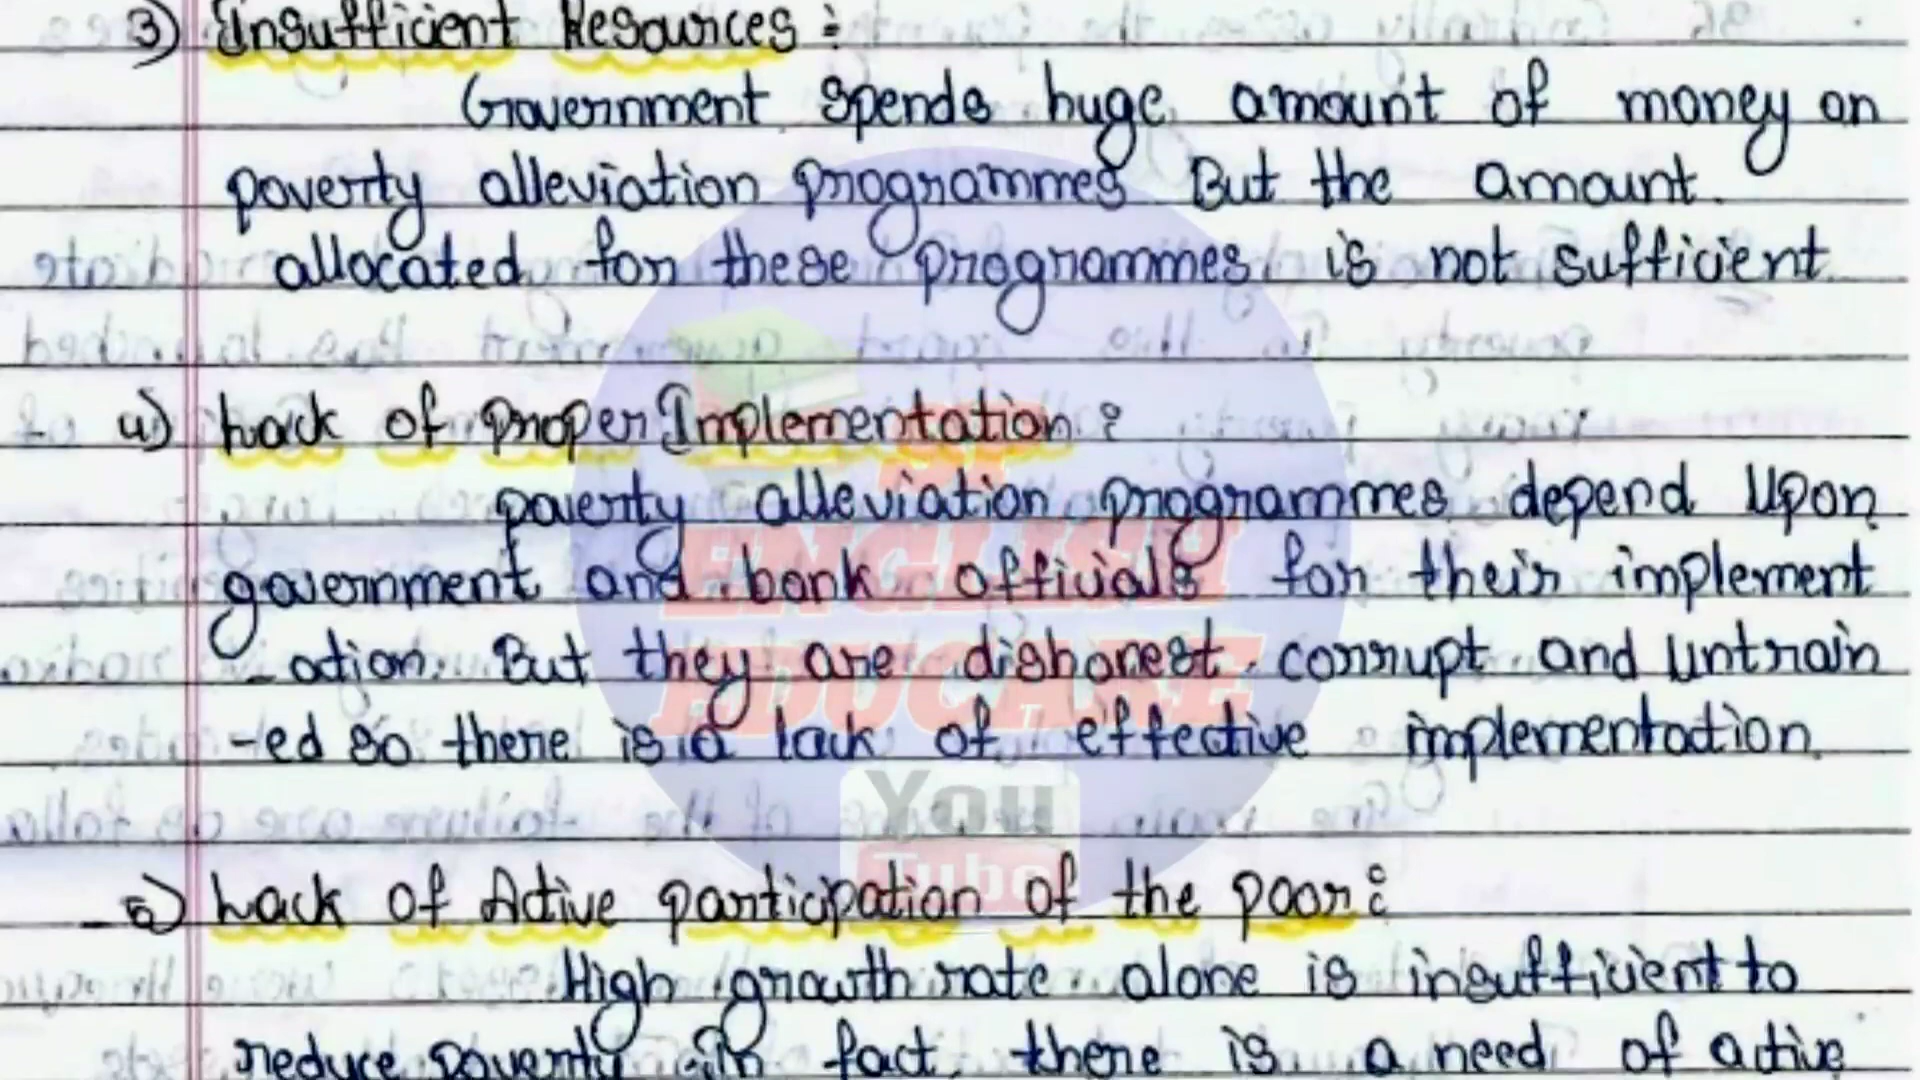 3) Insufficient Resources :
Government spends huge amount of money on
poverty alleviation programmes But the amount
allocated for these programmes is not sufficient
4) Lack of Proper Implementation :
poverty alleviation programmes depend Upon
government and bank officials for their implement
-ation. But they are dishonest corrupt and untrain
-ed so there is a lack of effective implementation.
5) Lack of Active participation of the poor :
High growth rate alone is insufficient to
reduce poverty In fact, there is a need of active
ENGLISH
EDUCARE
You
Tube